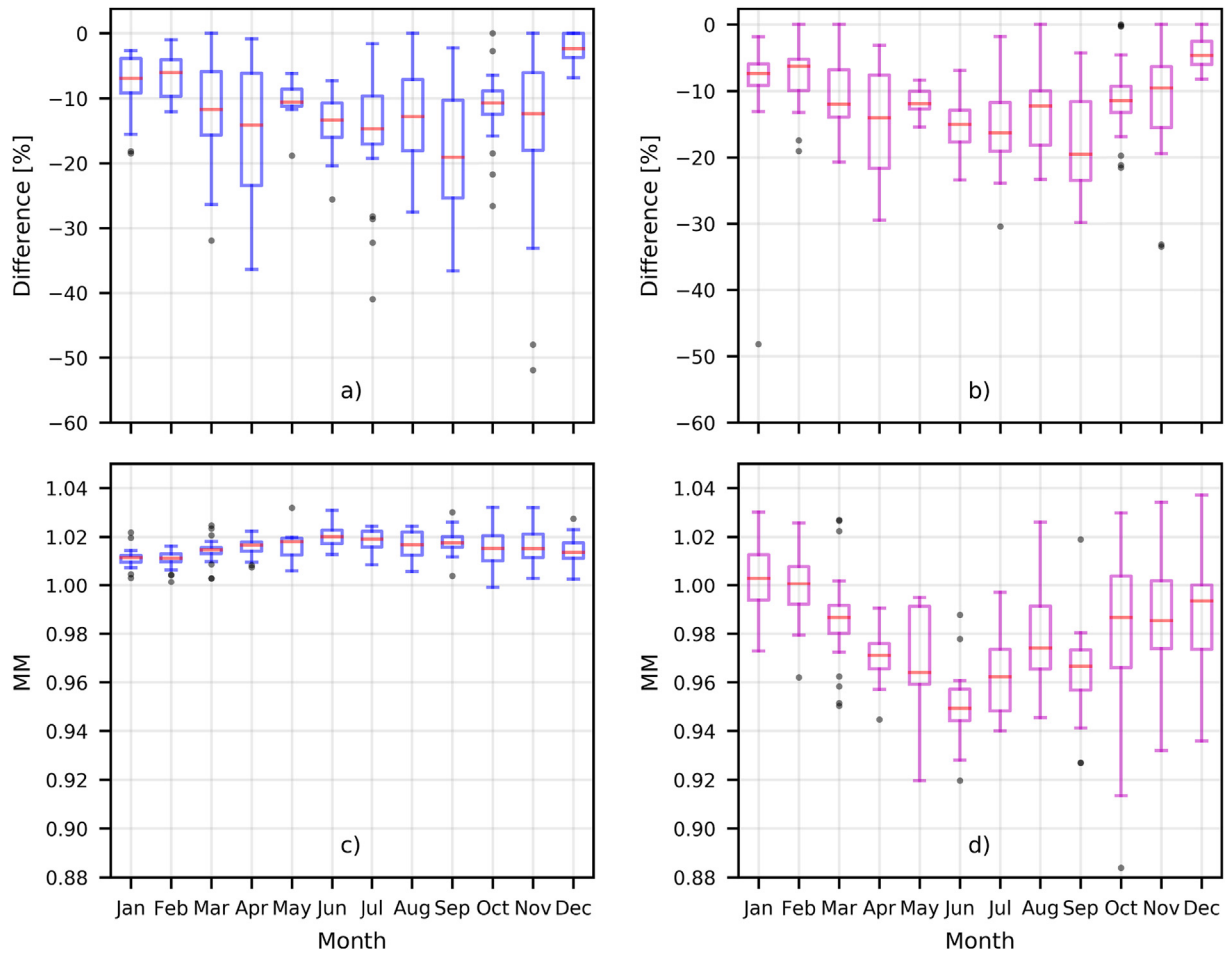 0
−10
−20
−30
−40
−50
−60
Difference [%]
a)
0
−10
−20
−30
−40
−50
−60
Difference [%]
b)
1.04
1.02
1.00
0.98
0.96
0.94
0.92
0.90
0.88
MM
c)
Jan Feb Mar Apr May Jun Jul Aug Sep Oct Nov Dec
Month
1.04
1.02
1.00
0.98
0.96
0.94
0.92
0.90
0.88
MM
d)
Jan Feb Mar Apr May Jun Jul Aug Sep Oct Nov Dec
Month